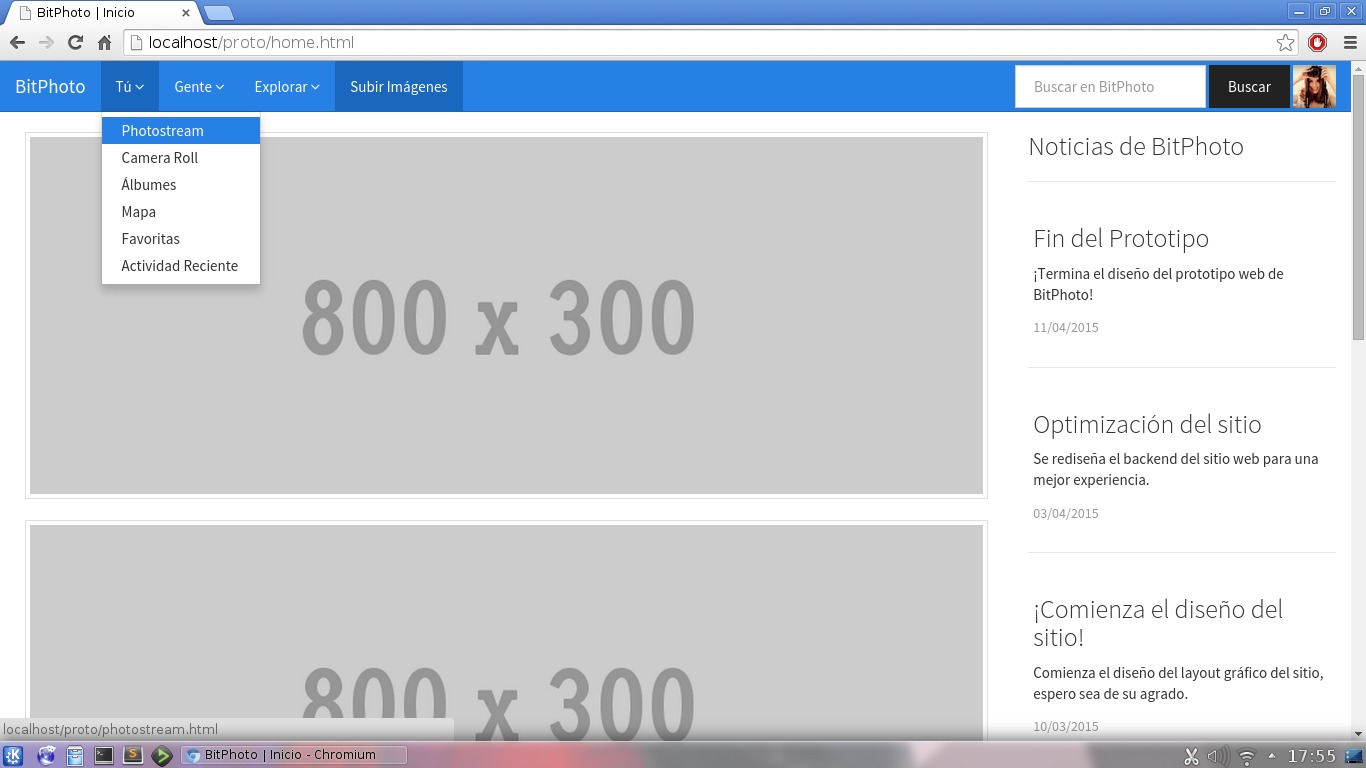 BitPhoto | Inicio
localhost/proto/home.html
BitPhoto
Tú
Gente
Explorar
Subir Imágenes
Buscar en BitPhoto
Buscar
Photostream
Camera Roll
Álbumes
Mapa
Favoritas
Actividad Reciente
800 x 300
800 x 300
Noticias de BitPhoto
Fin del Prototipo
¡Termina el diseño del prototipo web de
BitPhoto!
11/04/2015
Optimización del sitio
Se rediseña el backend del sitio web para una
mejor experiencia.
03/04/2015
¡Comienza el diseño del
sitio!
Comienza el diseño del layout gráfico del sitio,
espero sea de su agrado.
10/03/2015
localhost/proto/photostream.html
BitPhoto | Inicio - Chromium
17:55